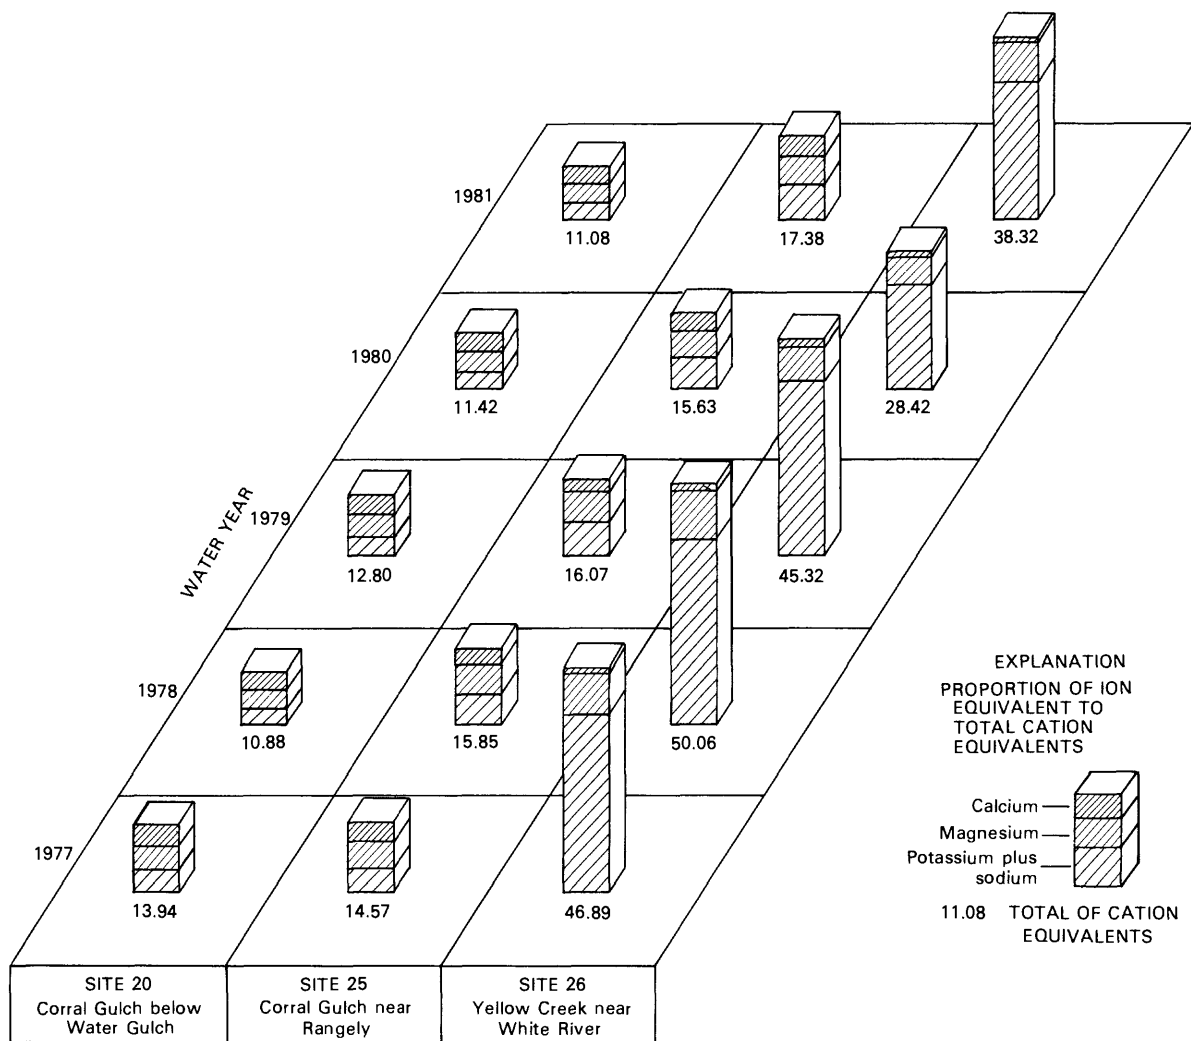 1981
11.08
17.38
38.32
1980
11.42
15.63
28.42
WATER YEAR
1979
12.80
16.07
45.32
1978
10.88
15.85
50.06
1977
13.94
14.57
46.89
EXPLANATION
PROPORTION OF ION
EQUIVALENT TO
TOTAL CATION
EQUIVALENTS
Calcium
Magnesium
Potassium plus
sodium
11.08 TOTAL OF CATION
EQUIVALENTS
SITE 20
Corral Gulch below
Water Gulch
SITE 25
Corral Gulch near
Rangely
SITE 26
Yellow Creek near
White River